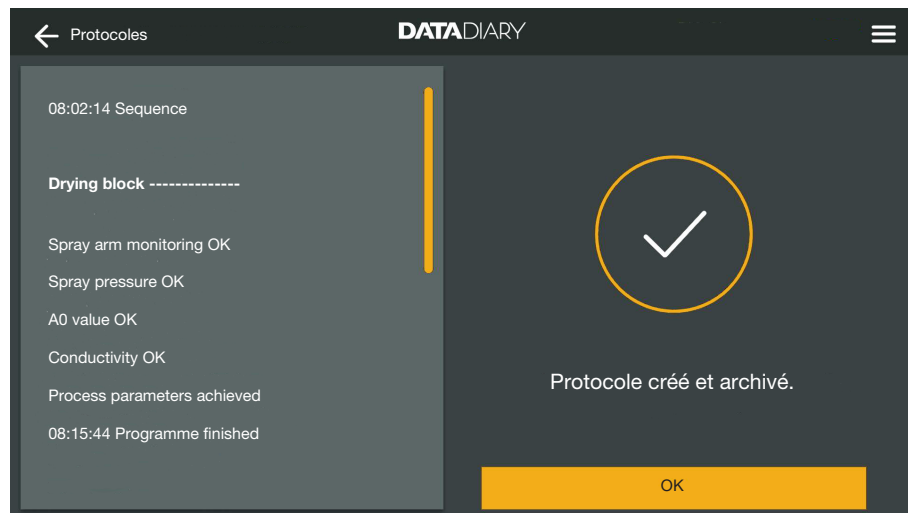 Protocoles
DATADIARY
08:02:14 Sequence
Drying block --------------
Spray arm monitoring OK
Spray pressure OK
A0 value OK
Conductivity OK
Process parameters achieved
08:15:44 Programme finished
Protocole créé et archivé.
OK